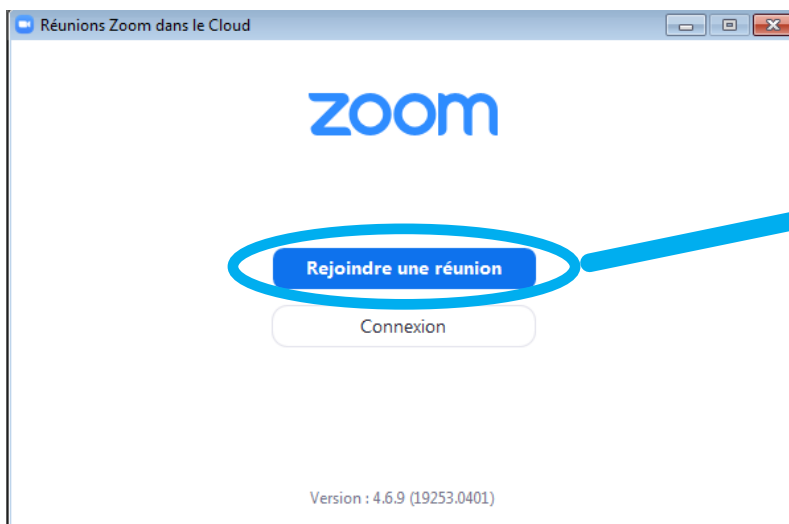 Réunions Zoom dans le Cloud
zoom
Rejoindre une réunion
Connexion
Version : 4.6.9 (19253.0401)